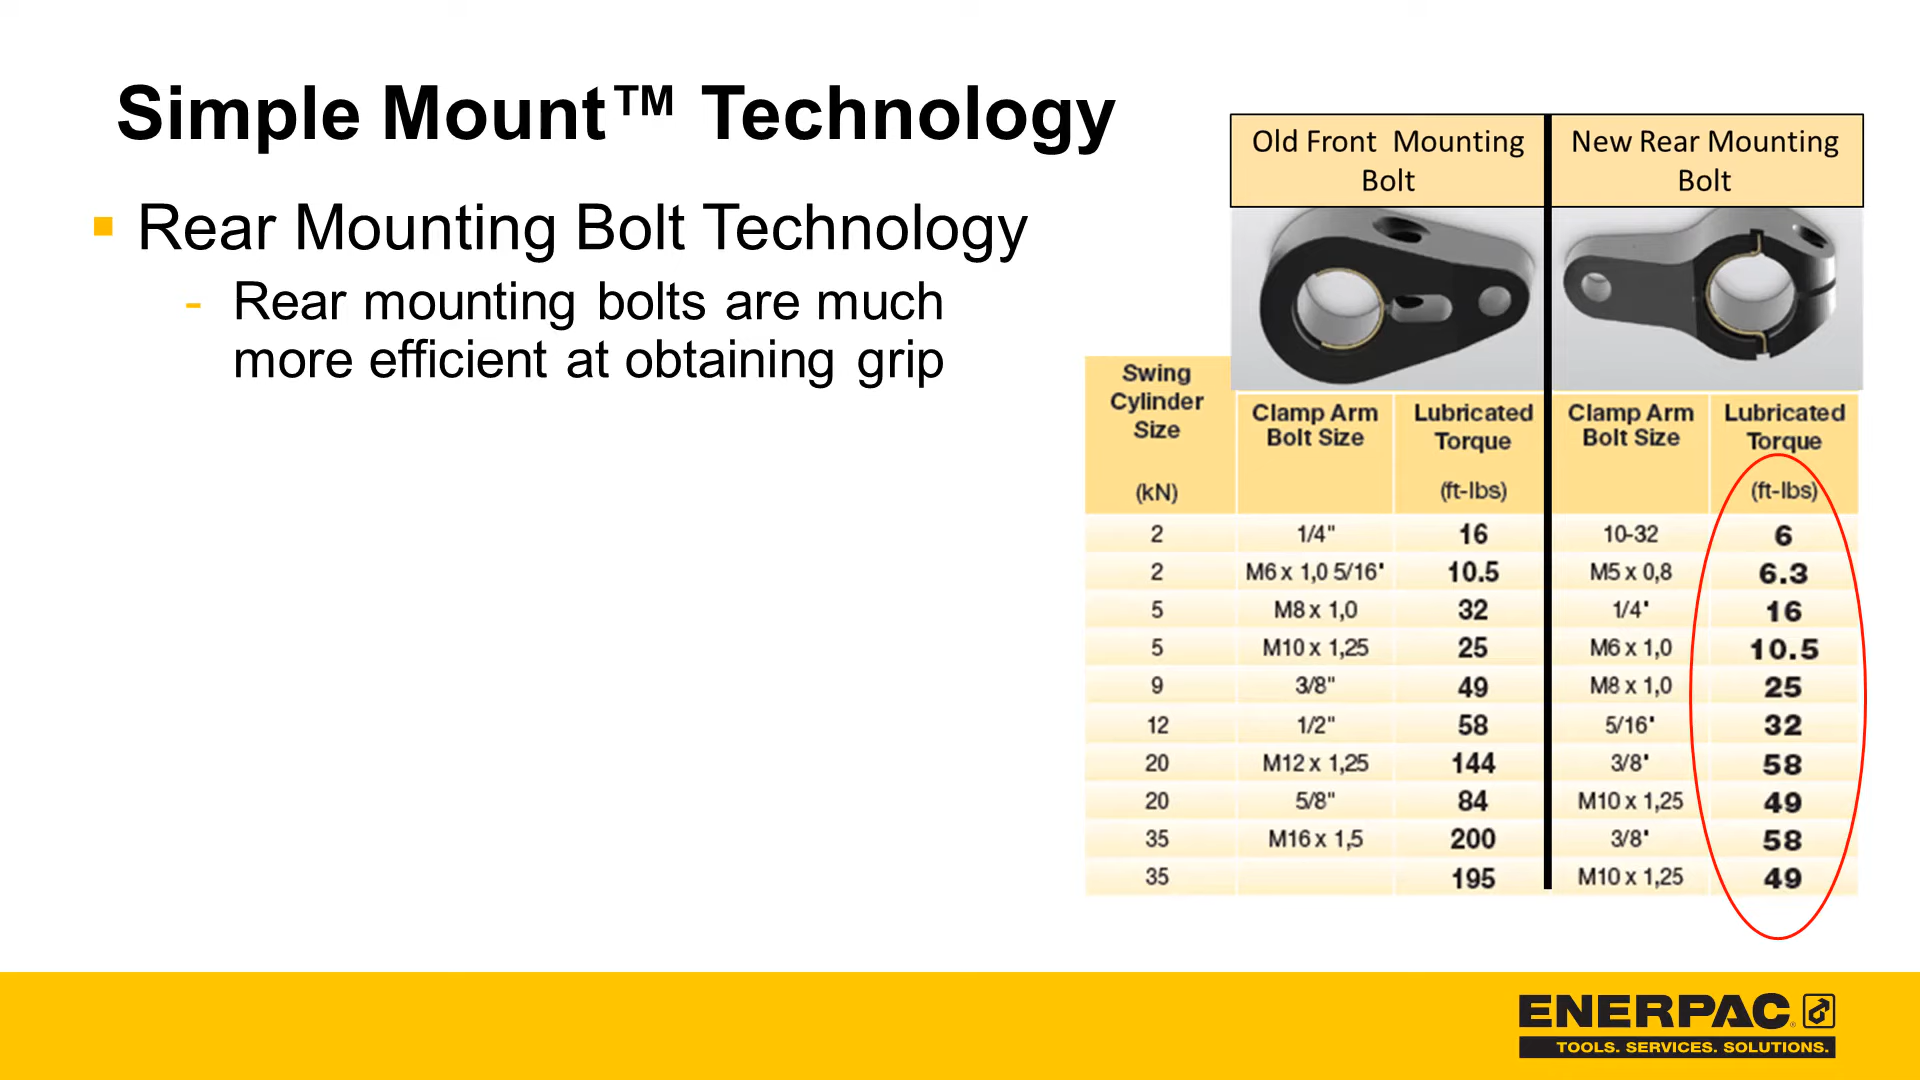 Simple Mount™ Technology
▪ Rear Mounting Bolt Technology
- Rear mounting bolts are much
more efficient at obtaining grip
Old Front Mounting
Bolt
New Rear Mounting
Bolt
Swing
Cylinder
Size
(kN)
Clamp Arm
Bolt Size
Lubricated
Torque
(ft-lbs)
Clamp Arm
Bolt Size
Lubricated
Torque
(ft-lbs)
2 1/4" 16 10-32 6
2 M6 x 1,0 5/16" 10.5 M5 x 0,8 6.3
5 M8 x 1,0 32 1/4" 16
5 M10 x 1,25 25 M6 x 1,0 10.5
9 3/8" 49 M8 x 1,0 25
12 1/2" 58 5/16" 32
20 M12 x 1,25 144 3/8" 58
20 5/8" 84 M10 x 1,25 49
35 M16 x 1,5 200 3/8" 58
35 195 M10 x 1,25 49
ENERPAC®
TOOLS. SERVICES. SOLUTIONS.